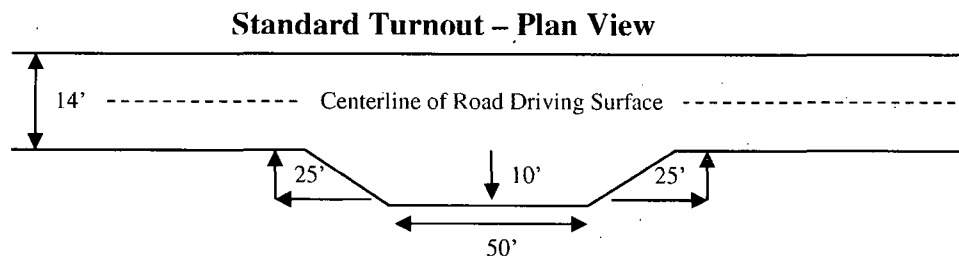 Standard Turnout – Plan View
14’
Centerline of Road Driving Surface
25’
10’
25’
50’